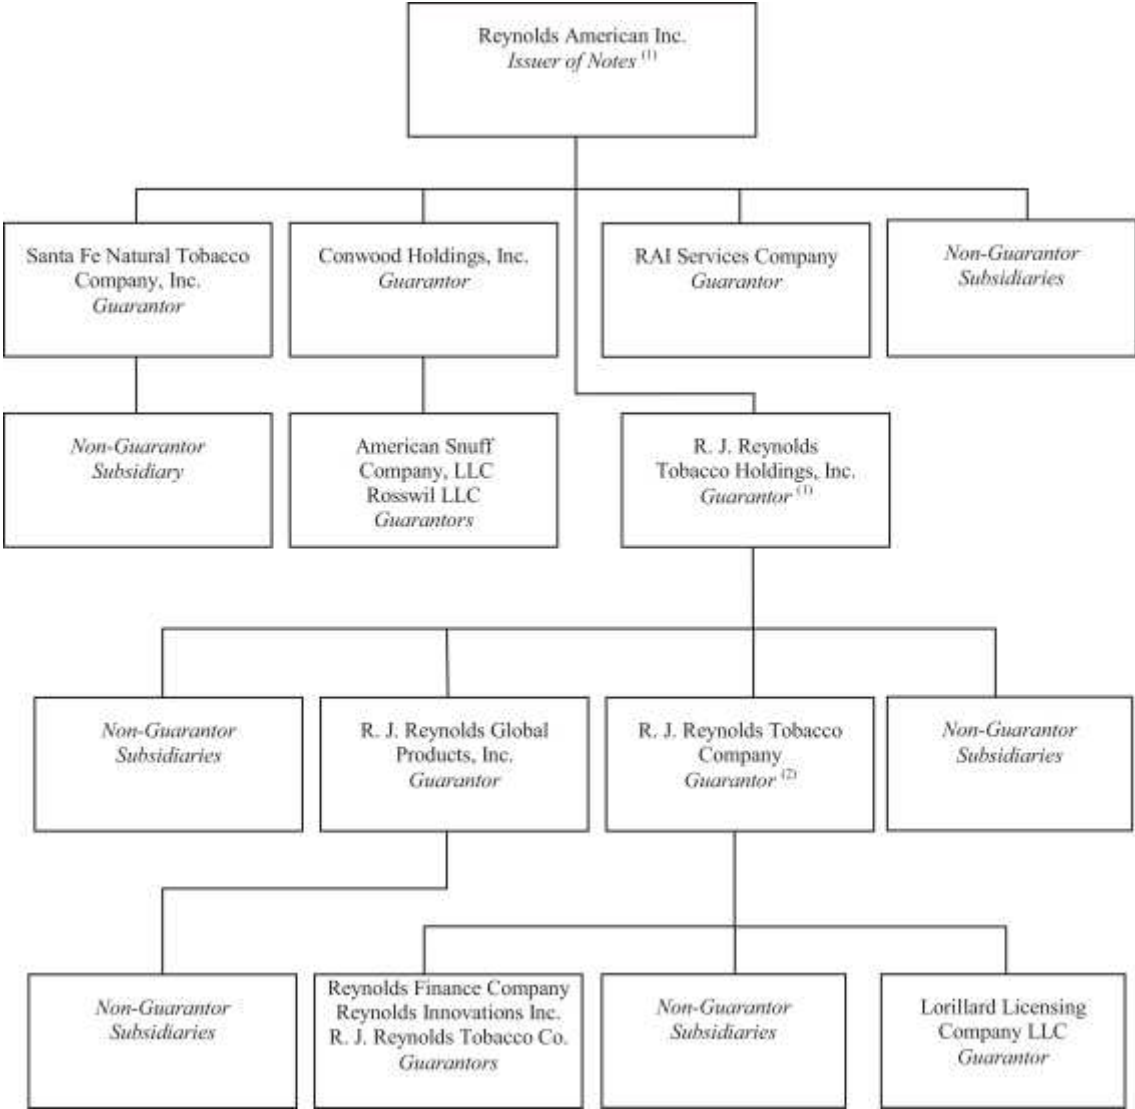 Reynolds American Inc.
Issuer of Notes (1)
Santa Fe Natural Tobacco
Company, Inc.
Guarantor
Conwood Holdings, Inc.
Guarantor
RAI Services Company
Guarantor
Non-Guarantor
Subsidiaries
Non-Guarantor
Subsidiary
American Snuff
Company, LLC
Rosswil LLC
Guarantors
R. J. Reynolds
Tobacco Holdings, Inc.
Guarantor (1)
Non-Guarantor
Subsidiaries
R. J. Reynolds Global
Products, Inc.
Guarantor
R. J. Reynolds Tobacco
Company
Guarantor (2)
Non-Guarantor
Subsidiaries
Non-Guarantor
Subsidiaries
Reynolds Finance Company
Reynolds Innovations Inc.
R. J. Reynolds Tobacco Co.
Guarantors
Non-Guarantor
Subsidiaries
Lorillard Licensing
Company LLC
Guarantor